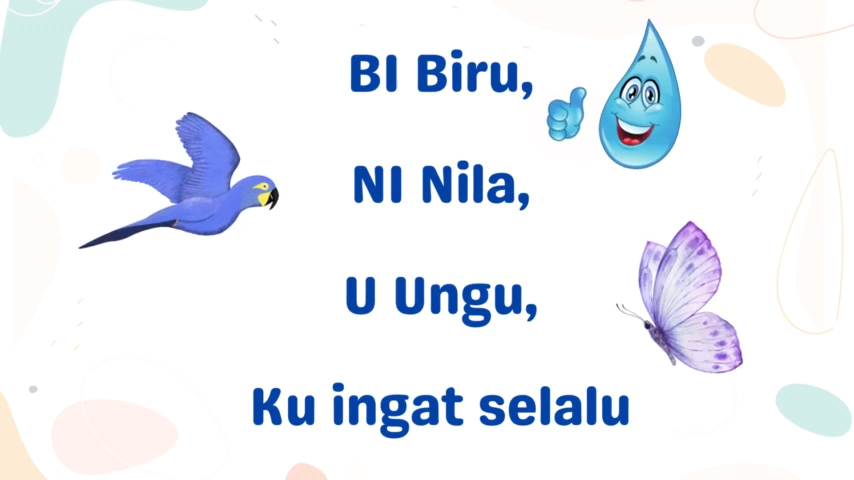 BI Biru,
NI Nila,
U Ungu,
Ku ingat selalu